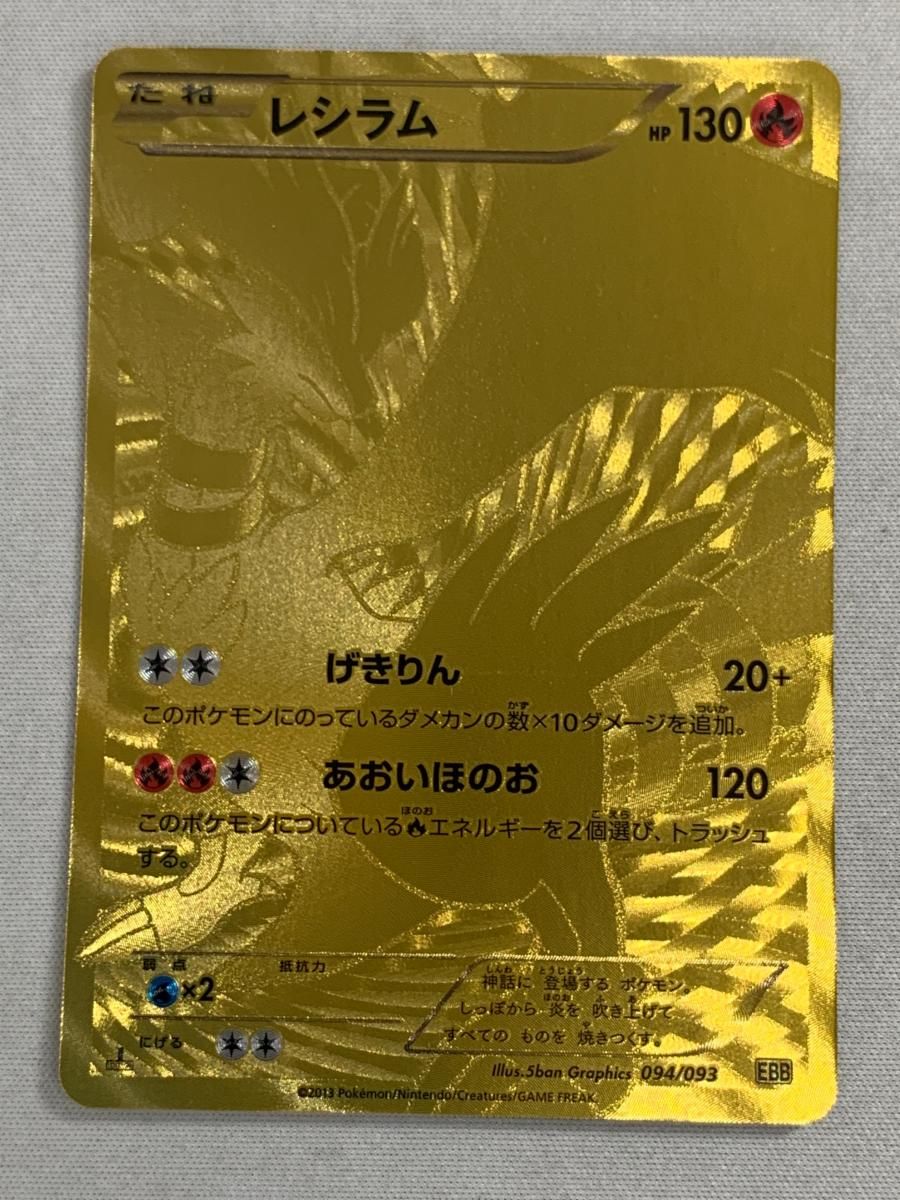 たね レシラム HP 130
げきりん 20+
このポケモンにのっているダメカンの数×10ダメージを追加。
あおいほのお 120
このポケモンについているエネルギーを2個選び、トラッシュ
する。
弱点 抵抗力
×2
にげる
神話に 登場する ポケモン。
しっぽから 炎を 吹き上げて
すべての ものを 焼きつくす。
Illus.5ban Graphics 094/093 EBB
©2013 Pokémon/Nintendo/Creatures/GAME FREAK.